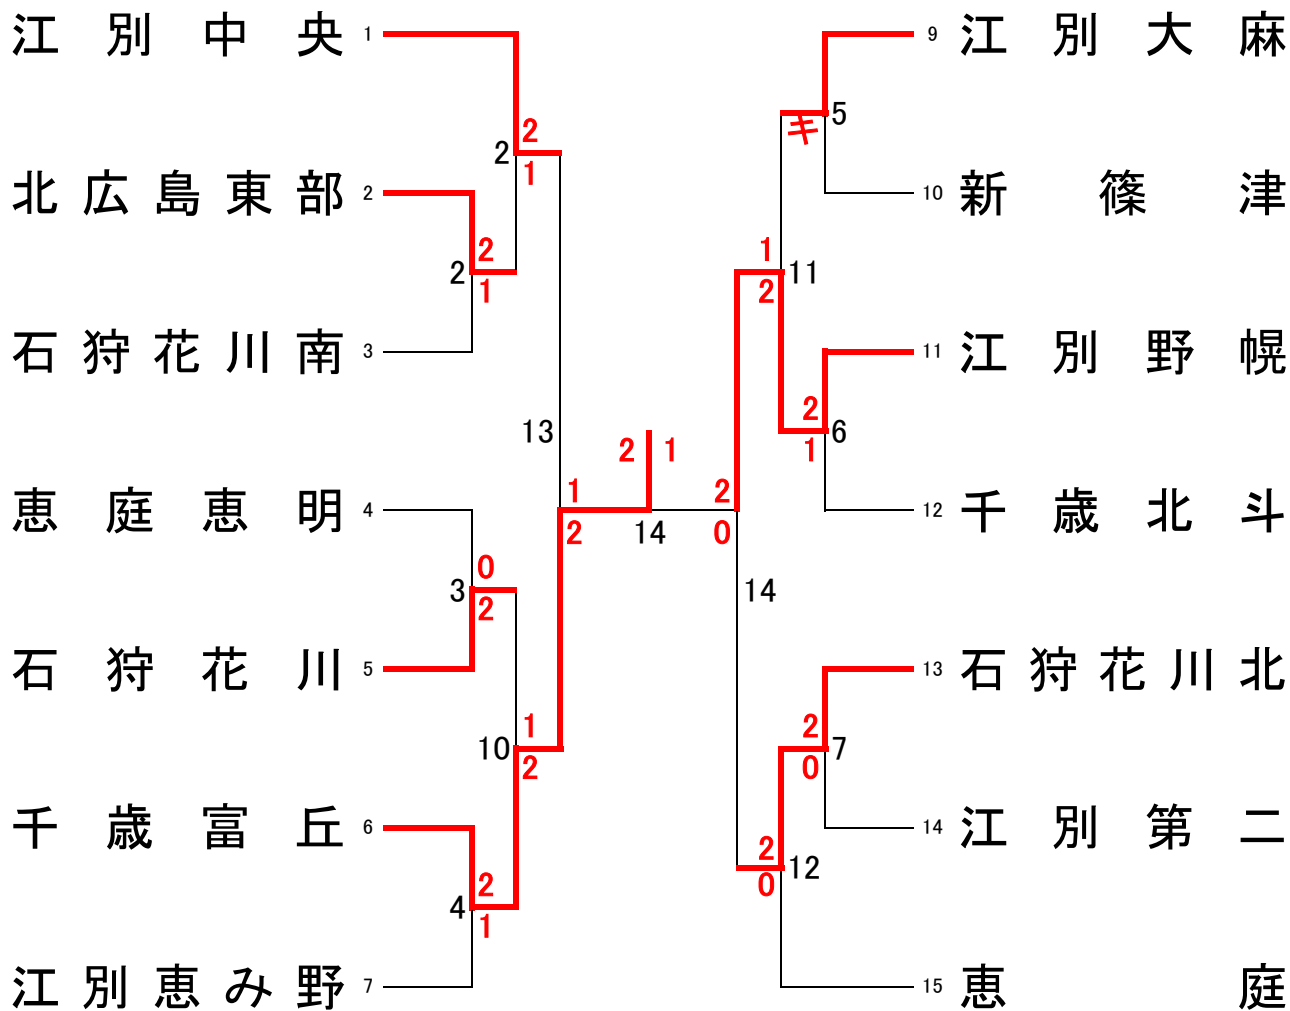 江別中央 1
2
2
1
北広島東部 2
2
2
1
石狩花川南 3
13
恵庭恵明 4
1
2
3
0
2
石狩花川 5
10
1
2
千歳富丘 6
4
2
1
江別恵み野 7
2 1
14
9 江別大麻
キ
5
10 新篠津
1
2
11
11 江別野幌
2
1
6
12 千歳北斗
2
0
14
13 石狩花川北
2
0
7
14 江別第二
2
0
12
15 恵庭